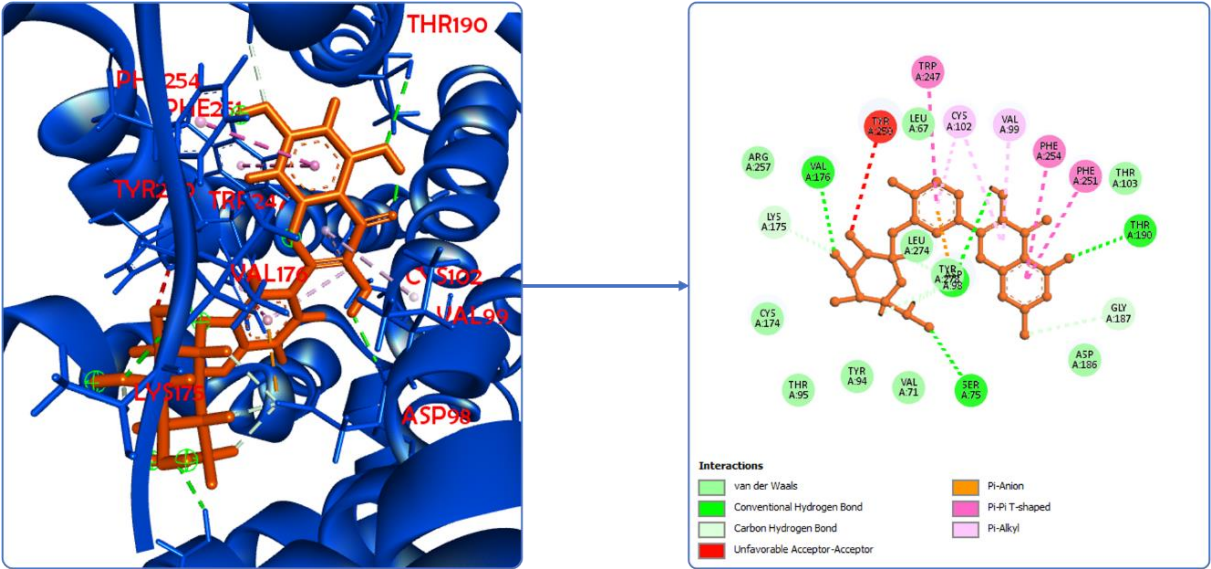 THR190
PHE254
PHE251
TRP247
VAL176
CYS102
VAL99
LYS175
ASP98
TRP
A:247
TYR
A:250
LEU
A:67
CYS
A:102
VAL
A:99
PHE
A:254
PHE
A:251
THR
A:103
ARG
A:257
VAL
A:176
LYS
A:175
THR
A:190
LEU
A:274
TYR
A:98
GLY
A:187
CYS
A:174
ASP
A:186
THR
A:95
TYR
A:94
VAL
A:71
SER
A:75
Interactions
van der Waals
Conventional Hydrogen Bond
Carbon Hydrogen Bond
Unfavorable Acceptor-Acceptor
Pi-Anion
Pi-Pi T-shaped
Pi-Alkyl